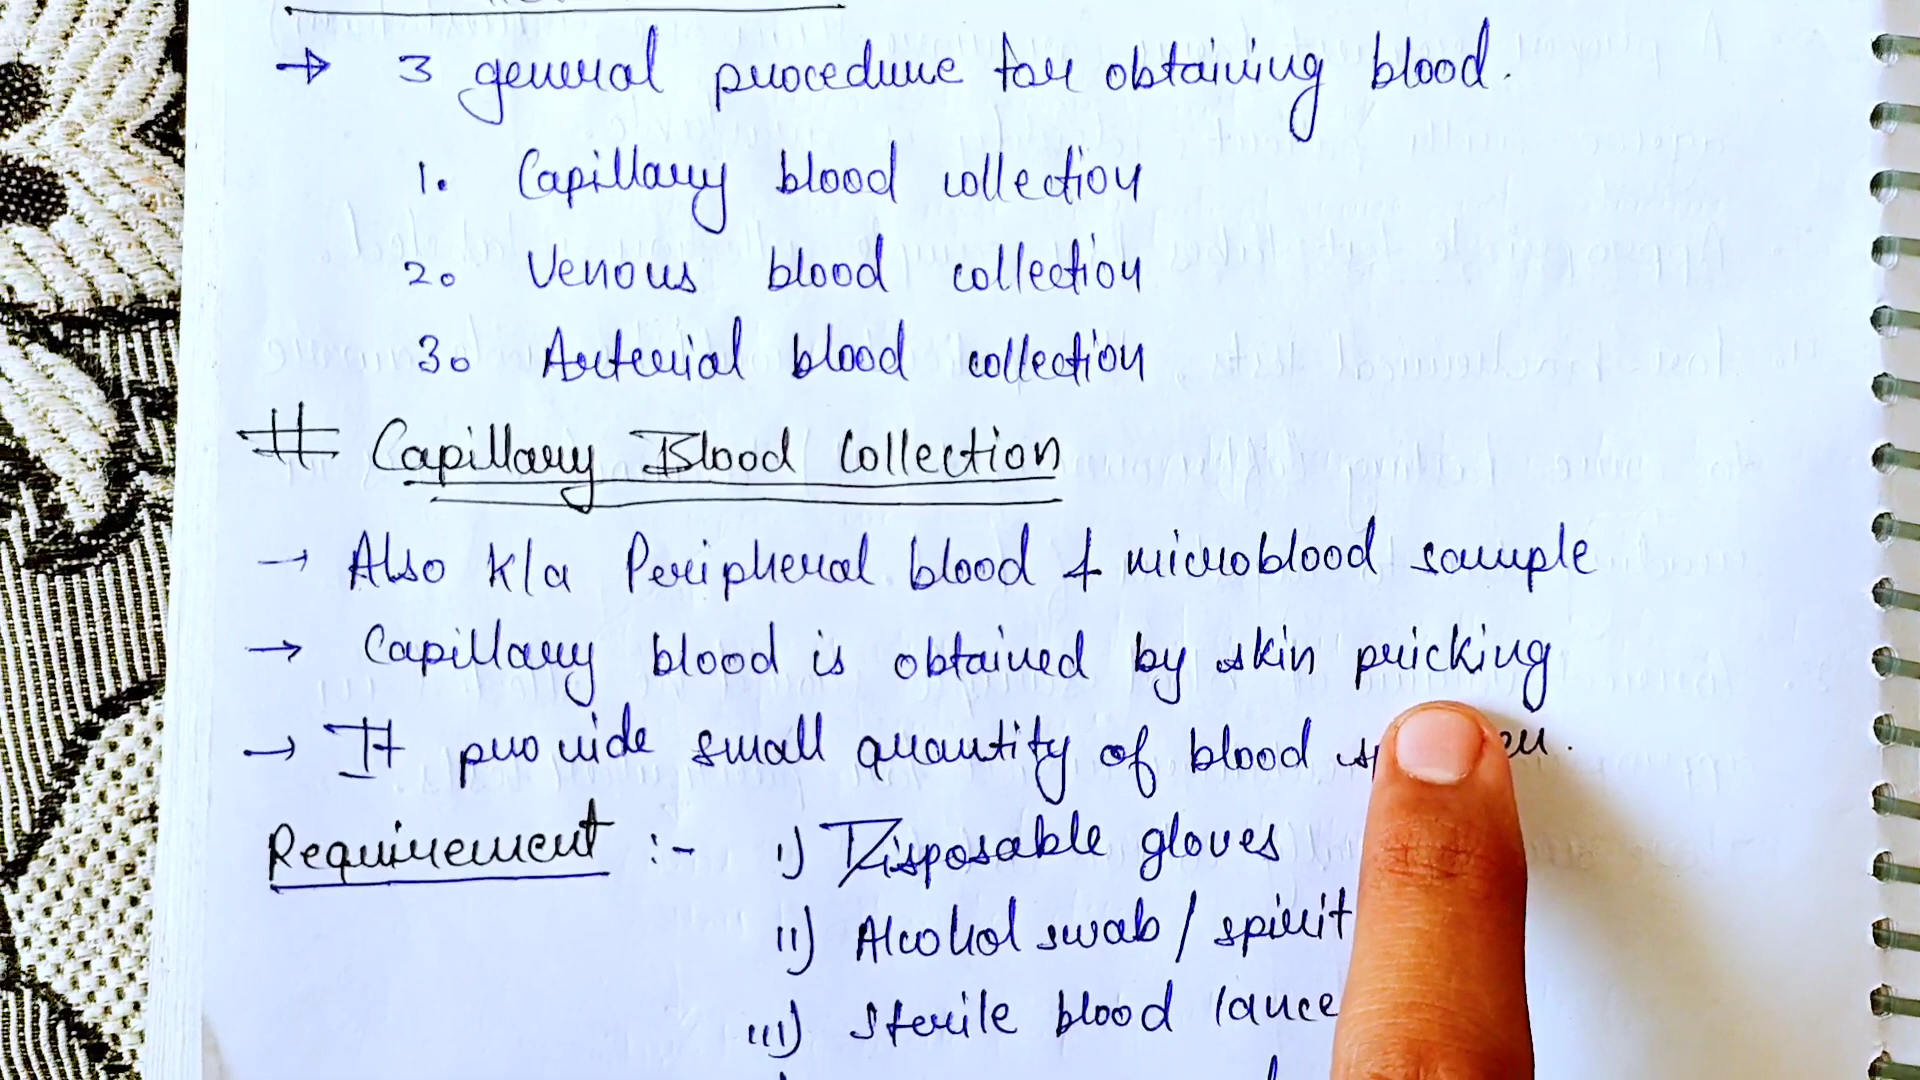 → 3 general procedure for obtaining blood.
1. Capillary blood collection
2. Venous blood collection
3. Arterial blood collection
# Capillary Blood Collection
→ Also k/a Peripheral blood & microblood sample
→ Capillary blood is obtained by skin pricking
→ It provide small quantity of blood
Requirement :- i) Disposable gloves
ii) Alcohol swab / spirit
iii) Sterile blood lance